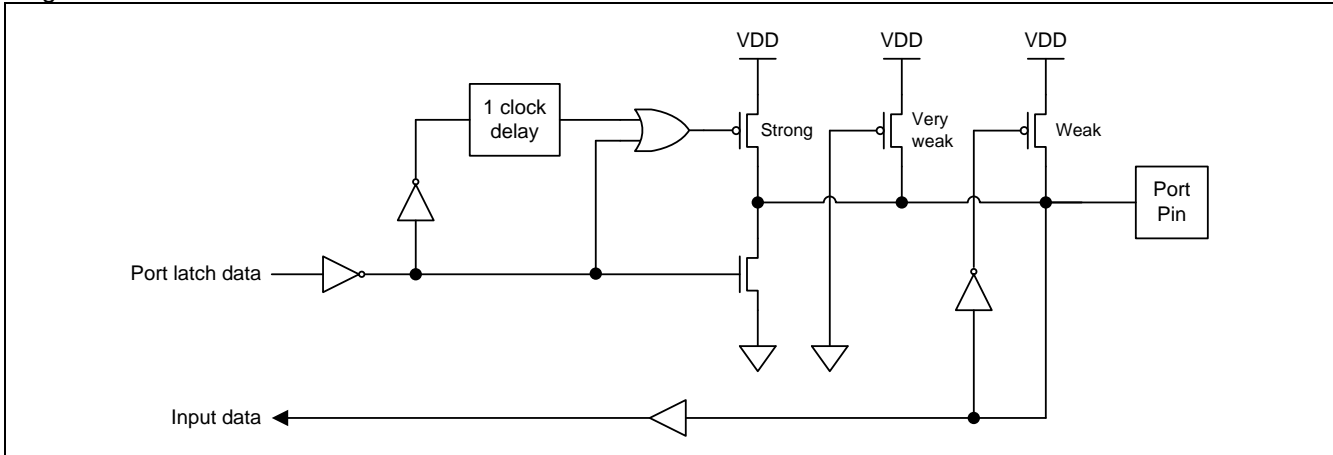 VDD VDD VDD
1 clock
delay
Strong
Very
weak
Weak
Port
Pin
Port latch data
Input data